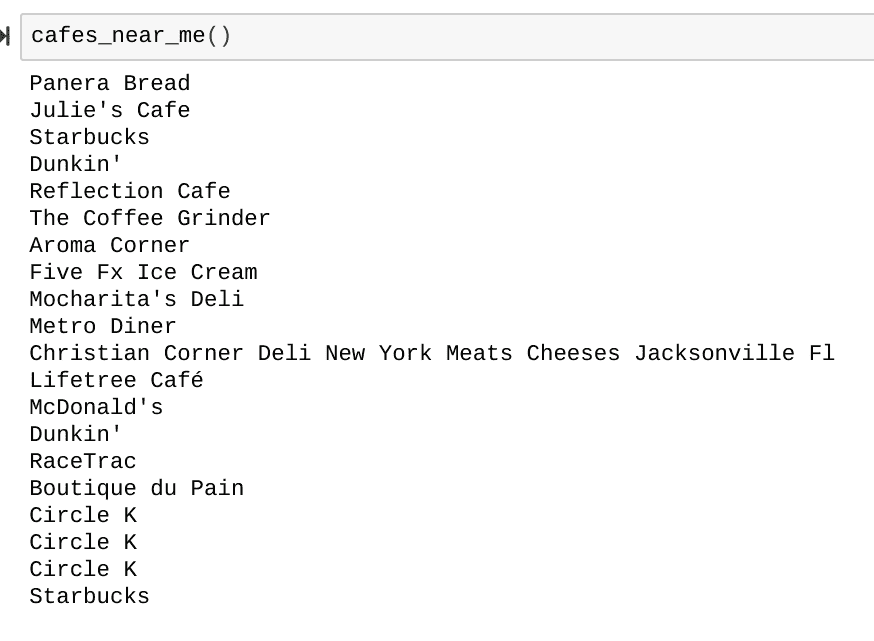 cafes_near_me()
Panera Bread
Julie's Cafe
Starbucks
Dunkin'
Reflection Cafe
The Coffee Grinder
Aroma Corner
Five Fx Ice Cream
Mocharita's Deli
Metro Diner
Christian Corner Deli New York Meats Cheeses Jacksonville Fl
Lifetree Café
McDonald's
Dunkin'
RaceTrac
Boutique du Pain
Circle K
Circle K
Circle K
Starbucks